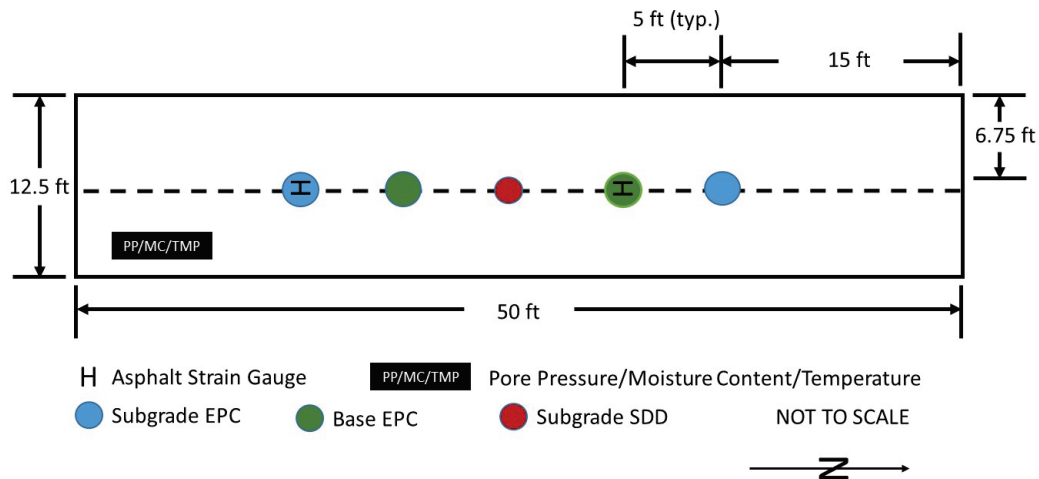 5 ft (typ.)
15 ft
6.75 ft
12.5 ft
H
H
PP/MC/TMP
50 ft
H Asphalt Strain Gauge
PP/MC/TMP Pore Pressure/Moisture Content/Temperature
Subgrade EPC
Base EPC
Subgrade SDD
NOT TO SCALE
N